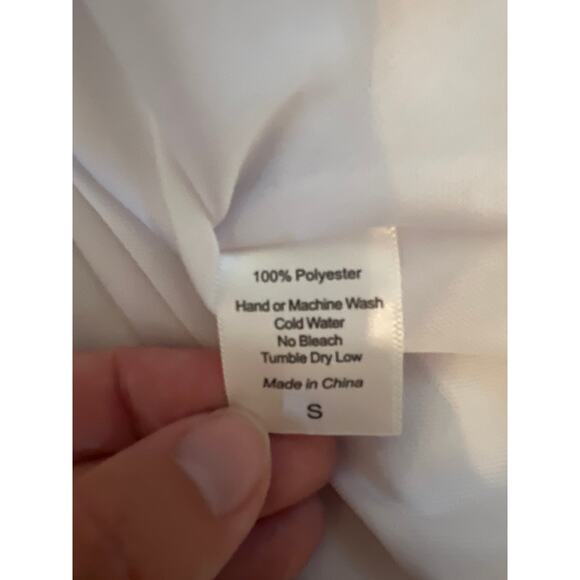 100% Polyester
Hand or Machine Wash
Cold Water
No Bleach
Tumble Dry Low
Made in China
S